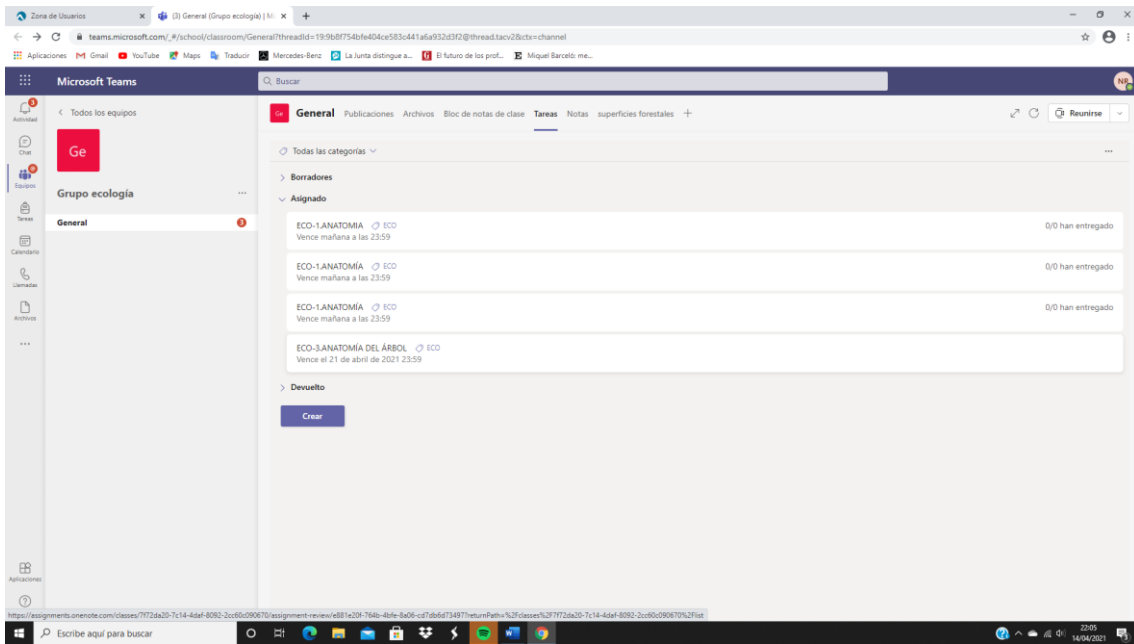 Zona de Usuarios
(3) General (Grupo ecología) | Mi
teams.microsoft.com/_#/school/classroom/General?threadId=19:9b8f754bfe404ce583c441a6a932d3f2@thread.tacv2&ctx=channel
Aplicaciones Gmail YouTube Maps Traducir Mercedes-Benz La Junta distingue a... El futuro de los prof... Miquel Barceló: me...
Microsoft Teams
Buscar
NR
Actividad
3
Chat
Equipos
Tareas
Calendario
Llamadas
Archivos
Aplicaciones
Todos los equipos
Ge
Grupo ecología
General 3
Ge General Publicaciones Archivos Bloc de notas de clase Tareas Notas superficies forestales
Reunirse
Todas las categorías
Borradores
Asignado
ECO-1.ANATOMIA ECO 0/0 han entregado
Vence mañana a las 23:59
ECO-1.ANATOMÍA ECO 0/0 han entregado
Vence mañana a las 23:59
ECO-1.ANATOMÍA ECO 0/0 han entregado
Vence mañana a las 23:59
ECO-3.ANATOMÍA DEL ÁRBOL ECO
Vence el 21 de abril de 2021 23:59
Devuelto
Crear
https://assignments.onenote.com/classes/7f72da20-7c14-4daf-8092-2cc60c090670/assignment-review/e881e20f-764b-4bfe-8a06-cd7db6d73497?returnPath=%2Fclasses%2F7f72da20-7c14-4daf-8092-2cc60c090670%2Flist
Escribe aquí para buscar
22:05
14/04/2021